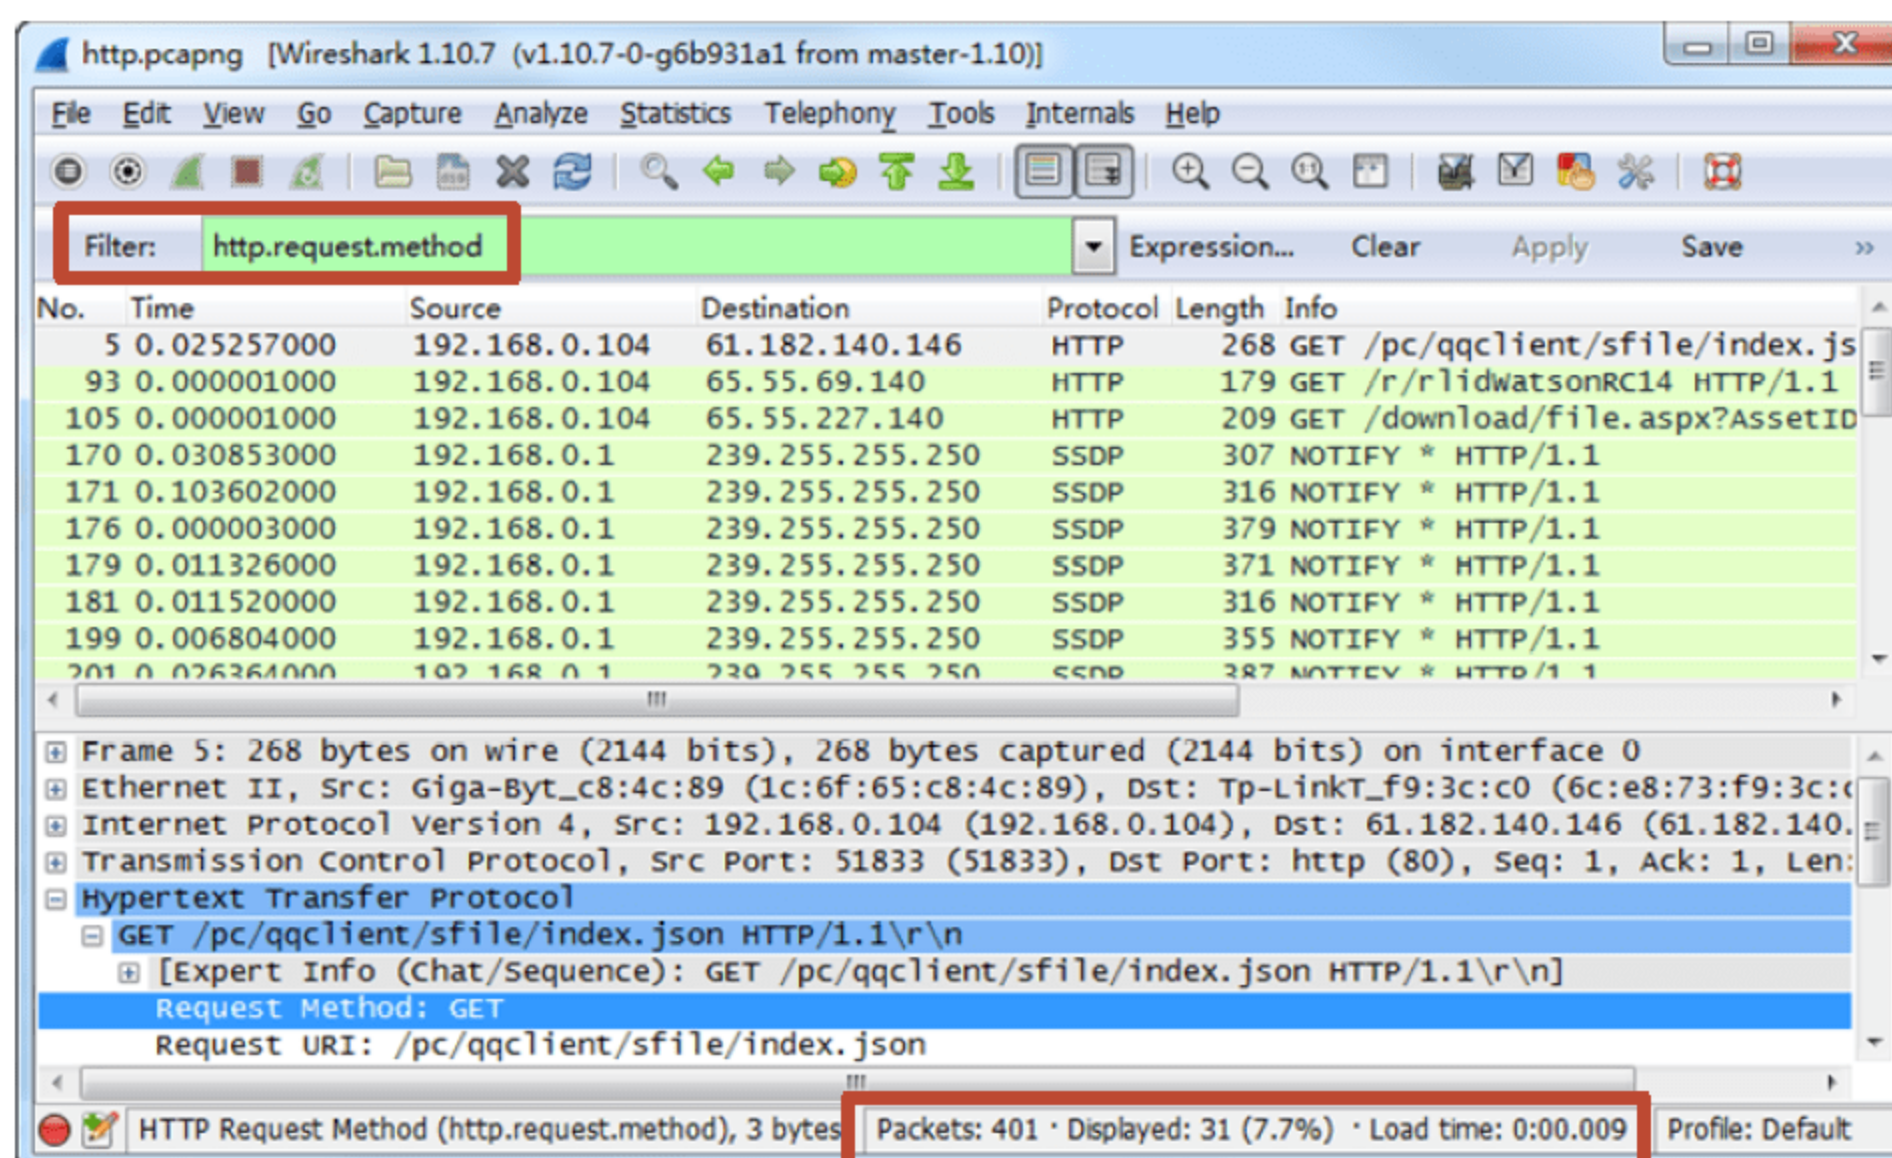 http.pcapng [Wireshark 1.10.7 (v1.10.7-0-g6b931a1 from master-1.10)]
File Edit View Go Capture Analyze Statistics Telephony Tools Internals Help
Filter: http.request.method Expression... Clear Apply Save »
No. Time Source Destination Protocol Length Info
5 0.025257000 192.168.0.104 61.182.140.146 HTTP 268 GET /pc/qqclient/sfile/index.js
93 0.000001000 192.168.0.104 65.55.69.140 HTTP 179 GET /r/rlidWatsonRC14 HTTP/1.1
105 0.000001000 192.168.0.104 65.55.227.140 HTTP 209 GET /download/file.aspx?AssetID
170 0.030853000 192.168.0.1 239.255.255.250 SSDP 307 NOTIFY * HTTP/1.1
171 0.103602000 192.168.0.1 239.255.255.250 SSDP 316 NOTIFY * HTTP/1.1
176 0.000003000 192.168.0.1 239.255.255.250 SSDP 379 NOTIFY * HTTP/1.1
179 0.011326000 192.168.0.1 239.255.255.250 SSDP 371 NOTIFY * HTTP/1.1
181 0.011520000 192.168.0.1 239.255.255.250 SSDP 316 NOTIFY * HTTP/1.1
199 0.006804000 192.168.0.1 239.255.255.250 SSDP 355 NOTIFY * HTTP/1.1
201 0.026364000 192.168.0.1 239.255.255.250 SSDP 387 NOTIFY * HTTP/1.1
Frame 5: 268 bytes on wire (2144 bits), 268 bytes captured (2144 bits) on interface 0
Ethernet II, Src: Giga-Byt_c8:4c:89 (1c:6f:65:c8:4c:89), Dst: Tp-LinkT_f9:3c:c0 (6c:e8:73:f9:3c:c
Internet Protocol Version 4, Src: 192.168.0.104 (192.168.0.104), Dst: 61.182.140.146 (61.182.140.
Transmission Control Protocol, Src Port: 51833 (51833), Dst Port: http (80), Seq: 1, Ack: 1, Len:
Hypertext Transfer Protocol
GET /pc/qqclient/sfile/index.json HTTP/1.1\r\n
[Expert Info (Chat/Sequence): GET /pc/qqclient/sfile/index.json HTTP/1.1\r\n]
Request Method: GET
Request URI: /pc/qqclient/sfile/index.json
HTTP Request Method (http.request.method), 3 bytes Packets: 401 · Displayed: 31 (7.7%) · Load time: 0:00.009 Profile: Default